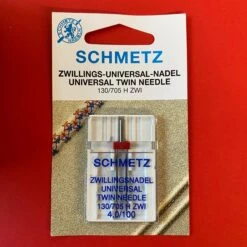 SCHMETZ
ZWILLINGS-UNIVERSAL-NADEL
UNIVERSAL TWIN NEEDLE
130/705 H ZWI
SCHMETZ
ZWILLINGSNADEL
UNIVERSAL
TWIN NEEDLE
130/705 H ZWI
4,0/100